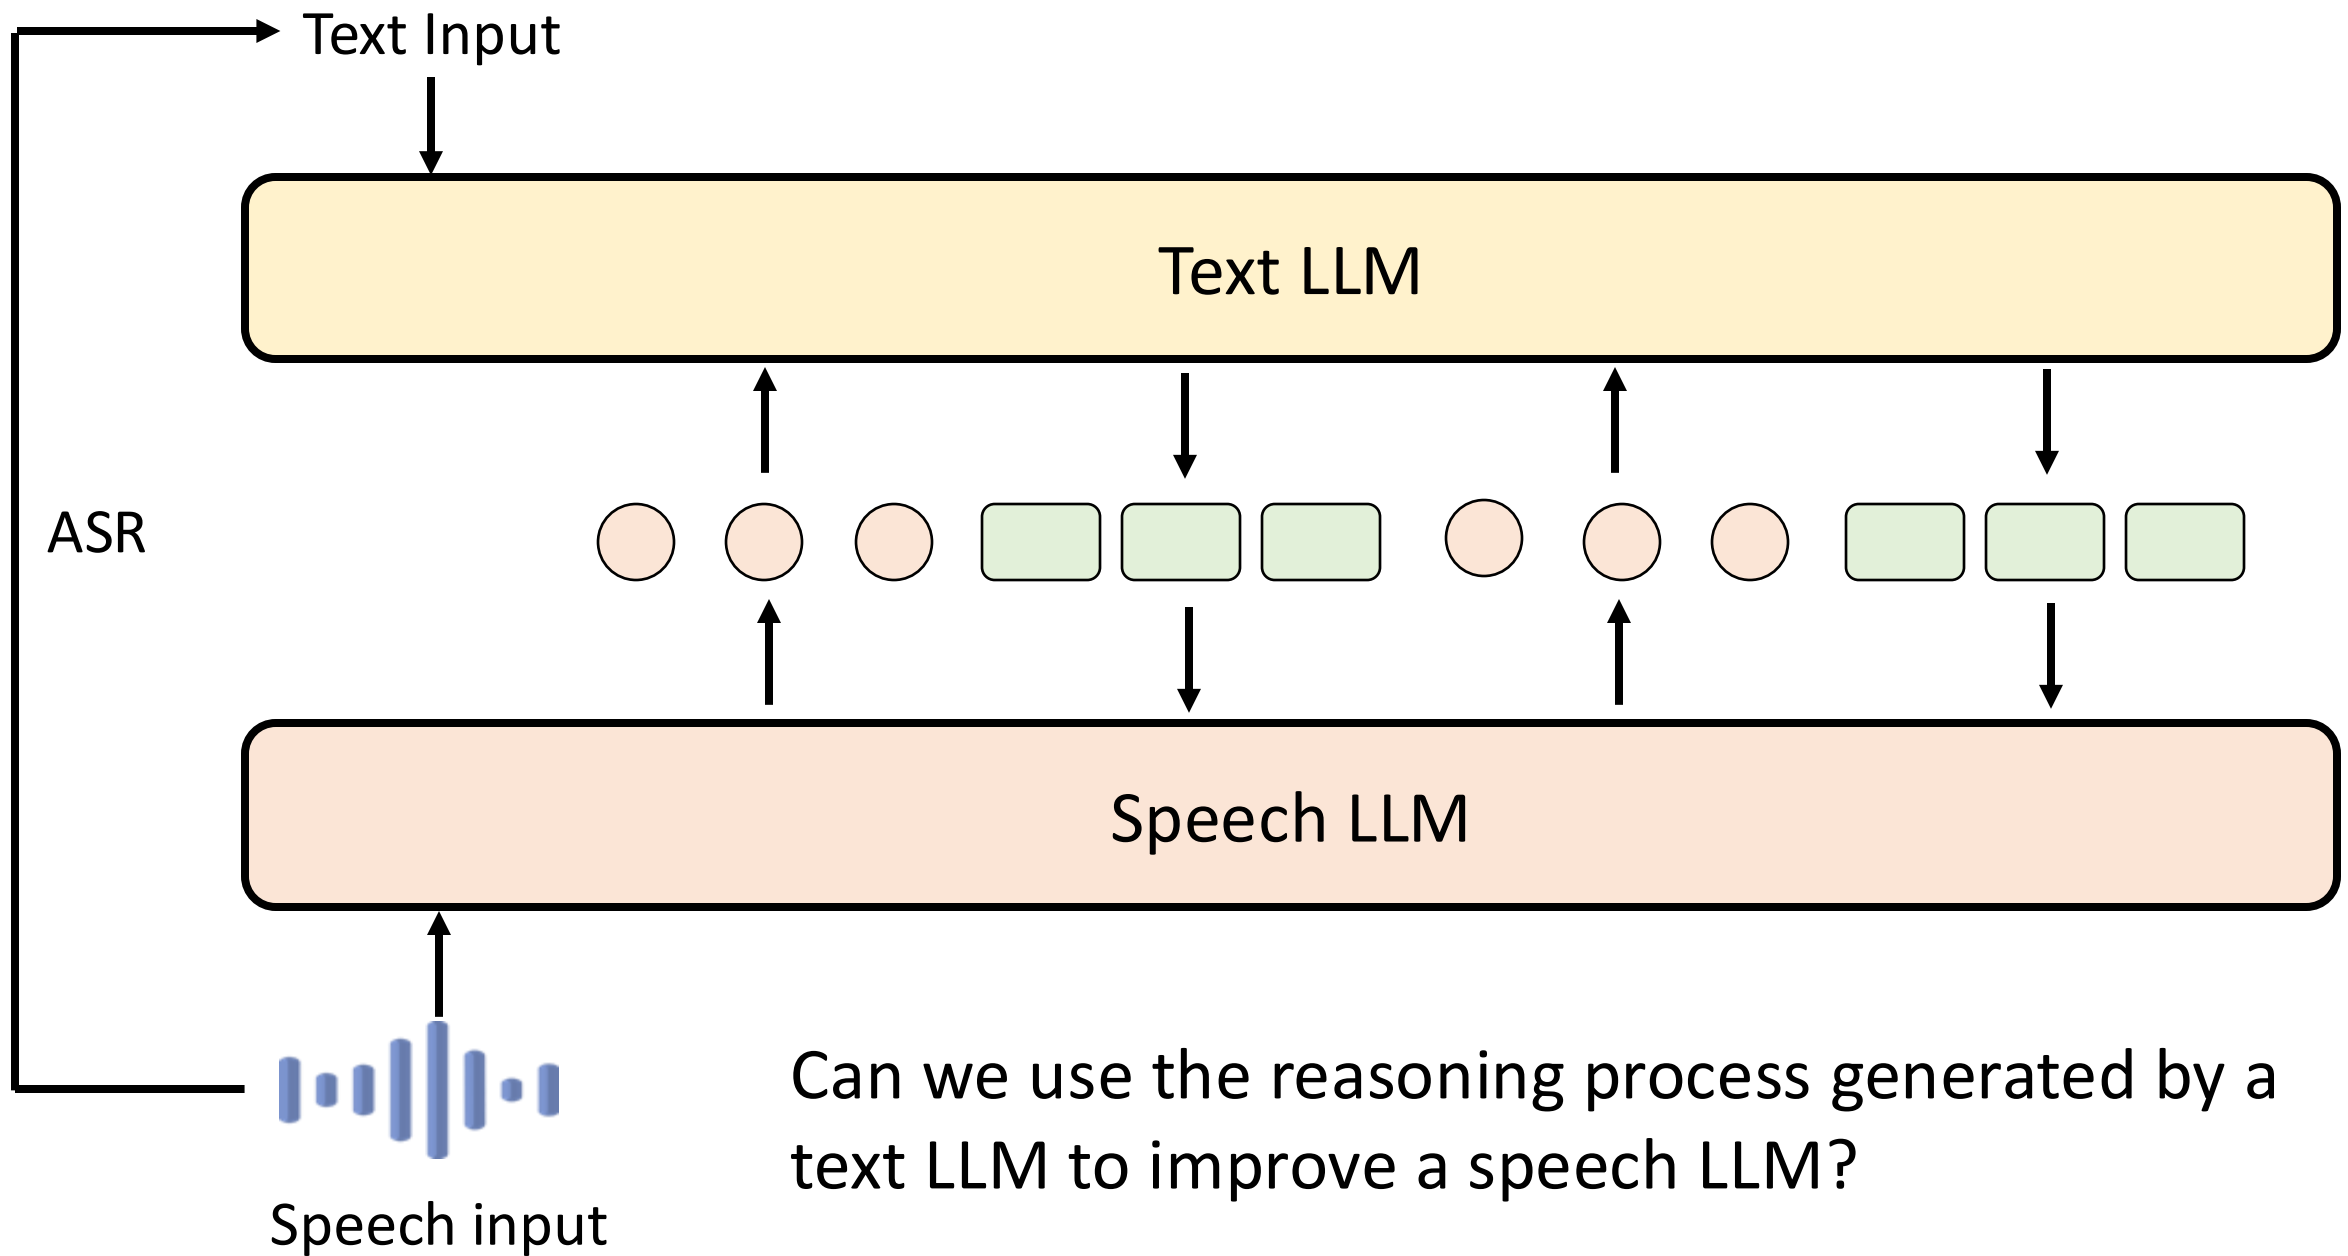 Text Input
Text LLM
ASR
Speech LLM
Can we use the reasoning process generated by a
text LLM to improve a speech LLM?
Speech input